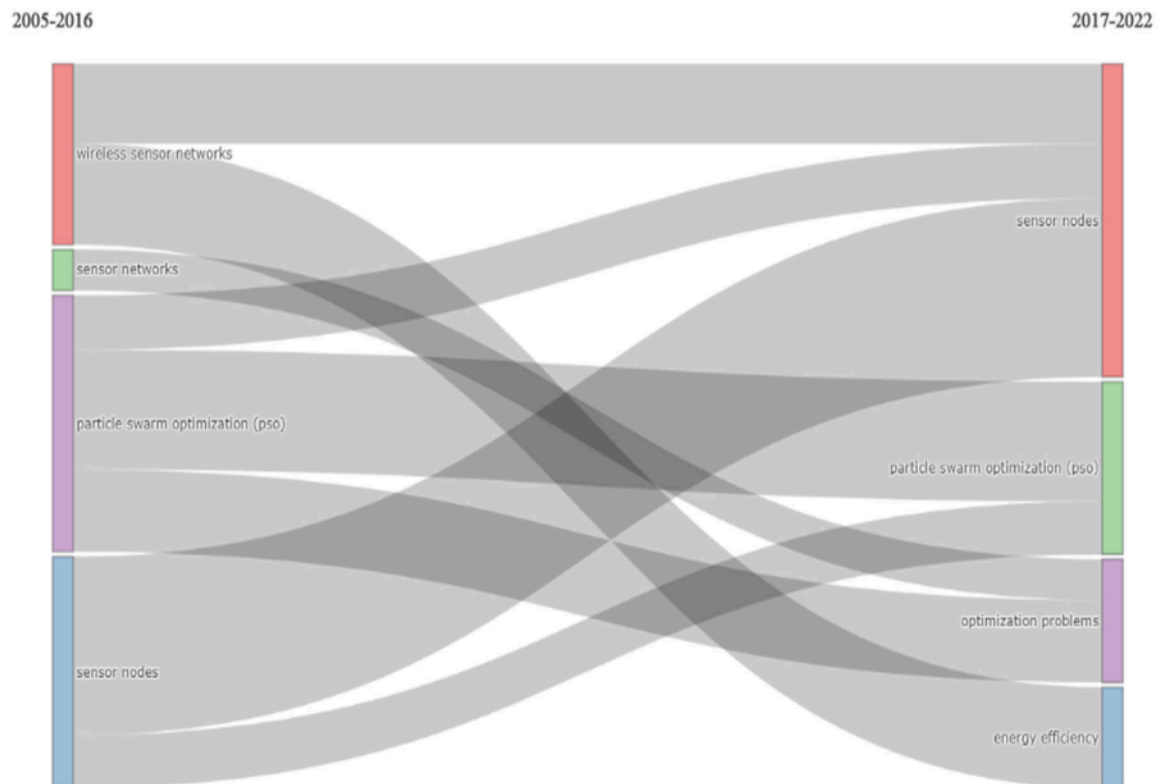 2005-2016
2017-2022
wireless sensor networks
sensor networks
particle swarm optimization (pso)
sensor nodes
sensor nodes
particle swarm optimization (pso)
optimization problems
energy efficiency